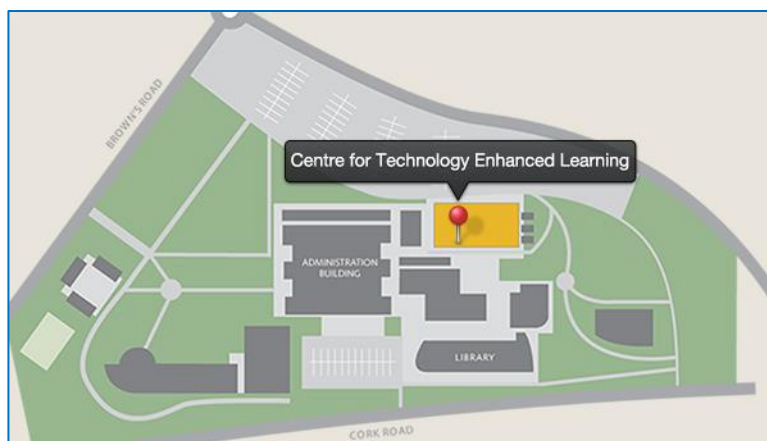 BROWN'S ROAD
Centre for Technology Enhanced Learning
ADMINISTRATION
BUILDING
LIBRARY
CORK ROAD